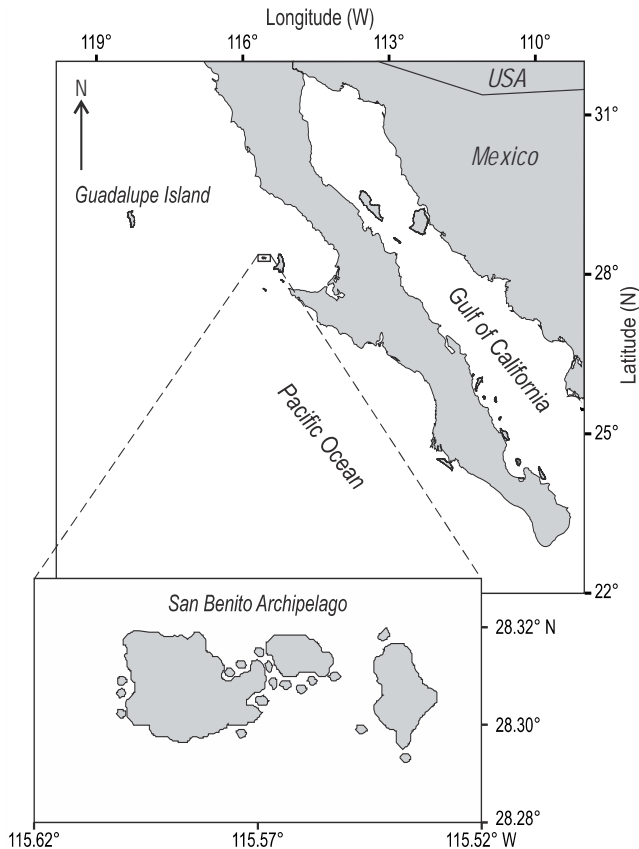 Longitude (W)
119° 116° 113° 110°
N
USA
31°
Mexico
Guadalupe Island
28°
Gulf of California
Latitude (N)
Pacific Ocean
25°
22°
San Benito Archipelago
28.32° N
28.30°
28.28°
115.62° 115.57° 115.52° W